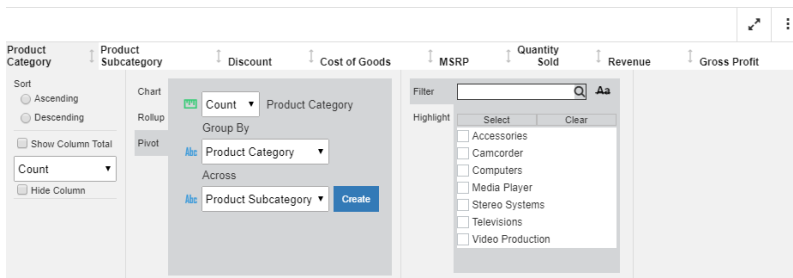 Product Category
Product Subcategory
Discount
Cost of Goods
MSRP
Quantity Sold
Revenue
Gross Profit
Sort
Ascending
Descending
Show Column Total
Count
Hide Column
Chart
Rollup
Pivot
Count Product Category
Group By
Abc Product Category
Across
Abc Product Subcategory Create
Filter
Aa
Highlight
Select Clear
Accessories
Camcorder
Computers
Media Player
Stereo Systems
Televisions
Video Production